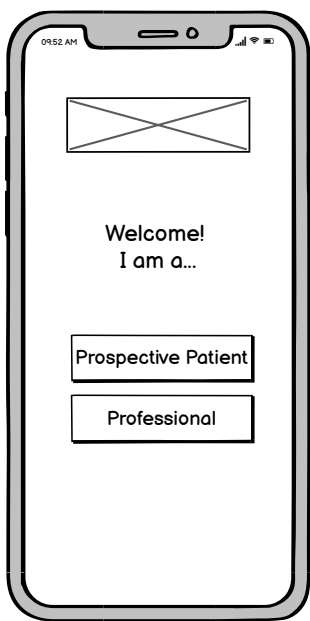 09:52 AM
Welcome!
I am a...
Prospective Patient
Professional